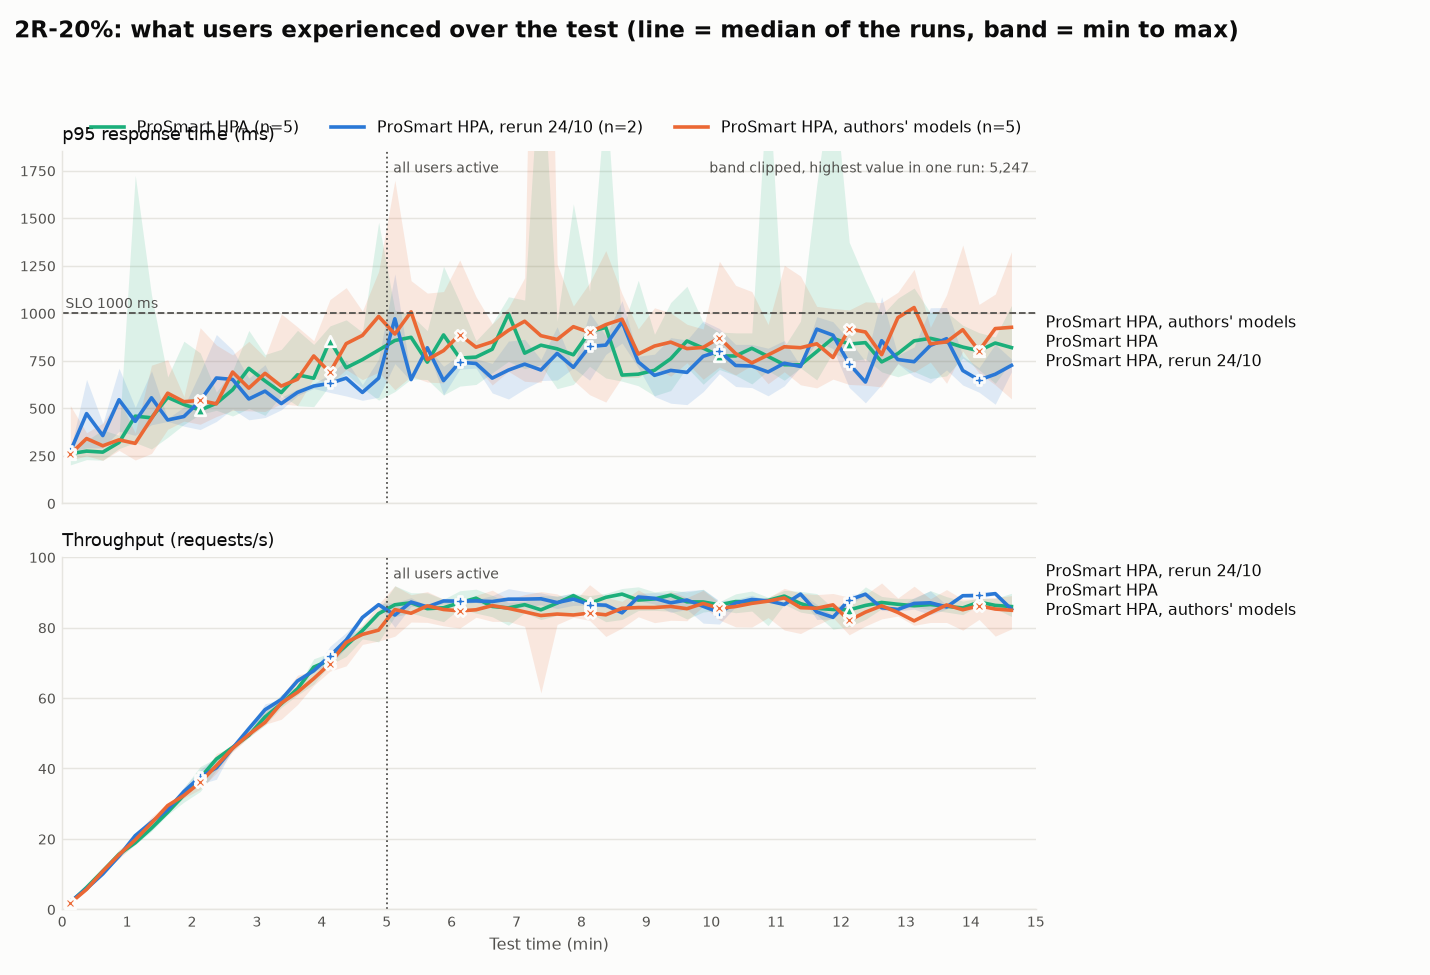 2R-20%: what users experienced over the test (line = median of the runs, band = min to max)
ProSmart HPA (n=5)
ProSmart HPA, rerun 24/10 (n=2)
ProSmart HPA, authors' models (n=5)
p95 response time (ms)
all users active
band clipped, highest value in one run: 5,247
1750
1500
1250
SLO 1000 ms
1000
750
500
250
0
ProSmart HPA, authors' models
ProSmart HPA
ProSmart HPA, rerun 24/10
Throughput (requests/s)
all users active
100
80
60
40
20
0
ProSmart HPA, rerun 24/10
ProSmart HPA
ProSmart HPA, authors' models
0 1 2 3 4 5 6 7 8 9 10 11 12 13 14 15
Test time (min)